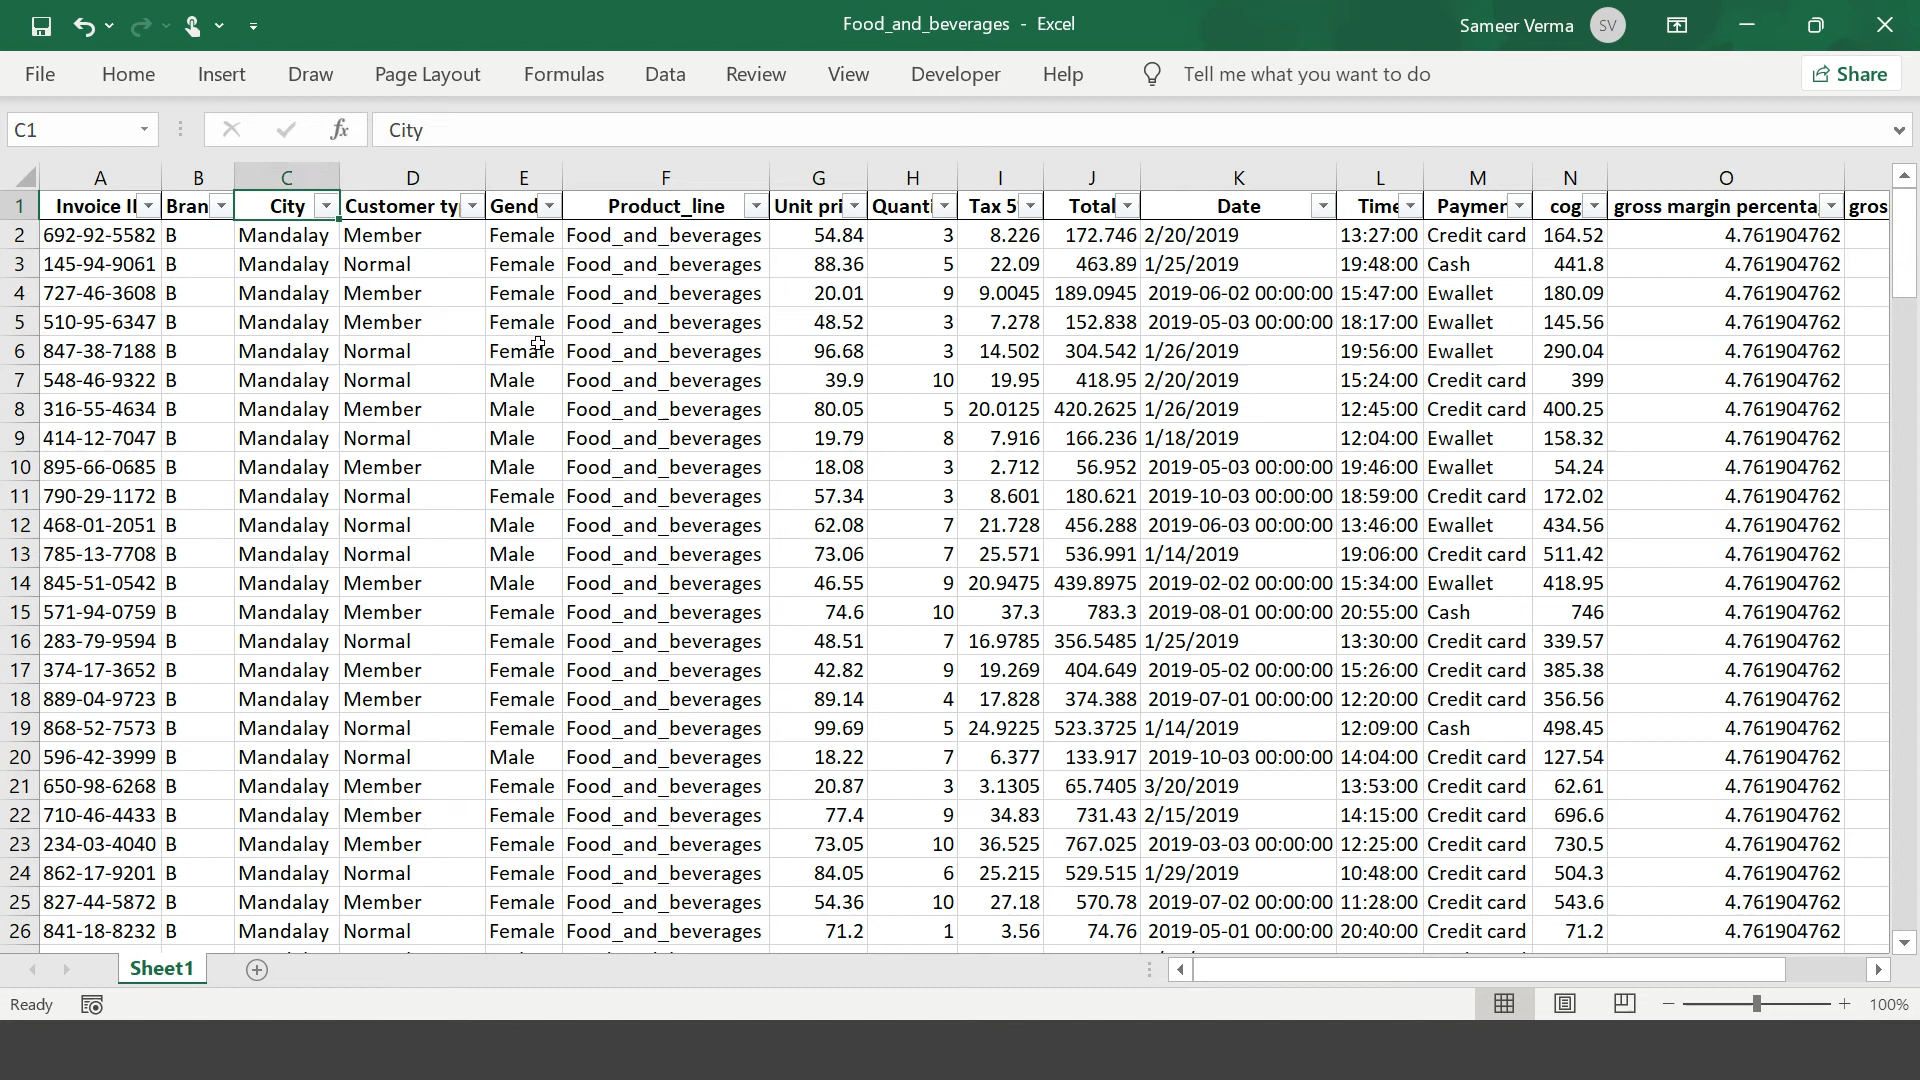 Food_and_beverages - Excel
Sameer Verma SV
File Home Insert Draw Page Layout Formulas Data Review View Developer Help Tell me what you want to do Share
C1 fx City
A B C D E F G H I J K L M N O
1 Invoice II Bran City Customer ty Gend Product_line Unit pri Quanti Tax 5 Total Date Time Paymer cog gross margin percenta gros
2 692-92-5582 B Mandalay Member Female Food_and_beverages 54.84 3 8.226 172.746 2/20/2019 13:27:00 Credit card 164.52 4.761904762
3 145-94-9061 B Mandalay Normal Female Food_and_beverages 88.36 5 22.09 463.89 1/25/2019 19:48:00 Cash 441.8 4.761904762
4 727-46-3608 B Mandalay Member Female Food_and_beverages 20.01 9 9.0045 189.0945 2019-06-02 00:00:00 15:47:00 Ewallet 180.09 4.761904762
5 510-95-6347 B Mandalay Member Female Food_and_beverages 48.52 3 7.278 152.838 2019-05-03 00:00:00 18:17:00 Ewallet 145.56 4.761904762
6 847-38-7188 B Mandalay Normal Female Food_and_beverages 96.68 3 14.502 304.542 1/26/2019 19:56:00 Ewallet 290.04 4.761904762
7 548-46-9322 B Mandalay Normal Male Food_and_beverages 39.9 10 19.95 418.95 2/20/2019 15:24:00 Credit card 399 4.761904762
8 316-55-4634 B Mandalay Member Male Food_and_beverages 80.05 5 20.0125 420.2625 1/26/2019 12:45:00 Credit card 400.25 4.761904762
9 414-12-7047 B Mandalay Normal Male Food_and_beverages 19.79 8 7.916 166.236 1/18/2019 12:04:00 Ewallet 158.32 4.761904762
10 895-66-0685 B Mandalay Member Male Food_and_beverages 18.08 3 2.712 56.952 2019-05-03 00:00:00 19:46:00 Ewallet 54.24 4.761904762
11 790-29-1172 B Mandalay Normal Female Food_and_beverages 57.34 3 8.601 180.621 2019-10-03 00:00:00 18:59:00 Credit card 172.02 4.761904762
12 468-01-2051 B Mandalay Normal Male Food_and_beverages 62.08 7 21.728 456.288 2019-06-03 00:00:00 13:46:00 Ewallet 434.56 4.761904762
13 785-13-7708 B Mandalay Normal Male Food_and_beverages 73.06 7 25.571 536.991 1/14/2019 19:06:00 Credit card 511.42 4.761904762
14 845-51-0542 B Mandalay Member Male Food_and_beverages 46.55 9 20.9475 439.8975 2019-02-02 00:00:00 15:34:00 Ewallet 418.95 4.761904762
15 571-94-0759 B Mandalay Member Female Food_and_beverages 74.6 10 37.3 783.3 2019-08-01 00:00:00 20:55:00 Cash 746 4.761904762
16 283-79-9594 B Mandalay Normal Female Food_and_beverages 48.51 7 16.9785 356.5485 1/25/2019 13:30:00 Credit card 339.57 4.761904762
17 374-17-3652 B Mandalay Member Female Food_and_beverages 42.82 9 19.269 404.649 2019-05-02 00:00:00 15:26:00 Credit card 385.38 4.761904762
18 889-04-9723 B Mandalay Member Female Food_and_beverages 89.14 4 17.828 374.388 2019-07-01 00:00:00 12:20:00 Credit card 356.56 4.761904762
19 868-52-7573 B Mandalay Normal Female Food_and_beverages 99.69 5 24.9225 523.3725 1/14/2019 12:09:00 Cash 498.45 4.761904762
20 596-42-3999 B Mandalay Normal Male Food_and_beverages 18.22 7 6.377 133.917 2019-10-03 00:00:00 14:04:00 Credit card 127.54 4.761904762
21 650-98-6268 B Mandalay Member Female Food_and_beverages 20.87 3 3.1305 65.7405 3/20/2019 13:53:00 Credit card 62.61 4.761904762
22 710-46-4433 B Mandalay Member Female Food_and_beverages 77.4 9 34.83 731.43 2/15/2019 14:15:00 Credit card 696.6 4.761904762
23 234-03-4040 B Mandalay Member Female Food_and_beverages 73.05 10 36.525 767.025 2019-03-03 00:00:00 12:25:00 Credit card 730.5 4.761904762
24 862-17-9201 B Mandalay Normal Female Food_and_beverages 84.05 6 25.215 529.515 1/29/2019 10:48:00 Credit card 504.3 4.761904762
25 827-44-5872 B Mandalay Member Female Food_and_beverages 54.36 10 27.18 570.78 2019-07-02 00:00:00 11:28:00 Credit card 543.6 4.761904762
26 841-18-8232 B Mandalay Normal Female Food_and_beverages 71.2 1 3.56 74.76 2019-05-01 00:00:00 20:40:00 Credit card 71.2 4.761904762
Sheet1
Ready 100%